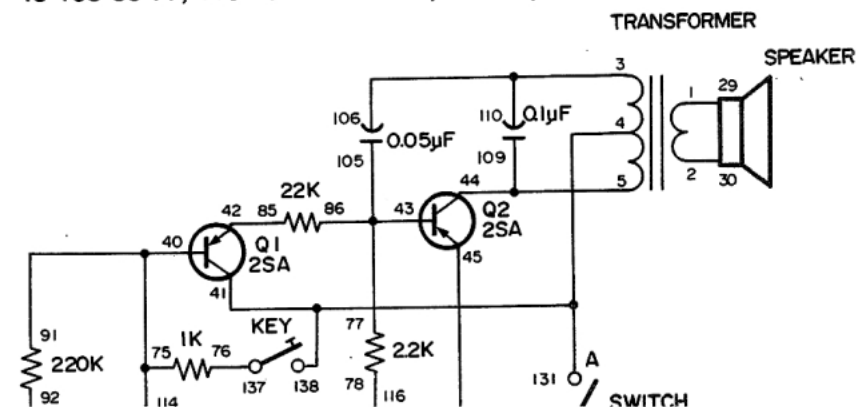 TRANSFORMER
SPEAKER
3
1
29
106
110
0.1µF
4
0.05µF
105
109
2
30
44
5
22K
42
85
86
43
Q2
2SA
40
Q1
2SA
45
41
KEY
77
91
1K
2.2K
75
76
A
220K
137
138
78
131
92
114
116
SWITCH